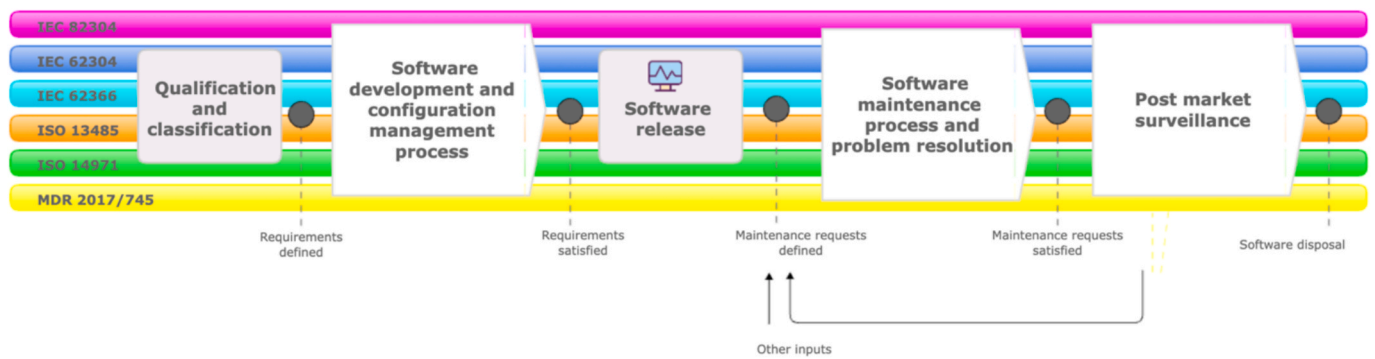 IEC 82304
IEC 62304
IEC 62366
ISO 13485
ISO 14971
MDR 2017/745
Qualification
and
classification
Software
development and
configuration
management
process
Software
release
Software
maintenance
process and
problem resolution
Post market
surveillance
Requirements
defined
Requirements
satisfied
Maintenance requests
defined
Maintenance requests
satisfied
Software disposal
Other inputs